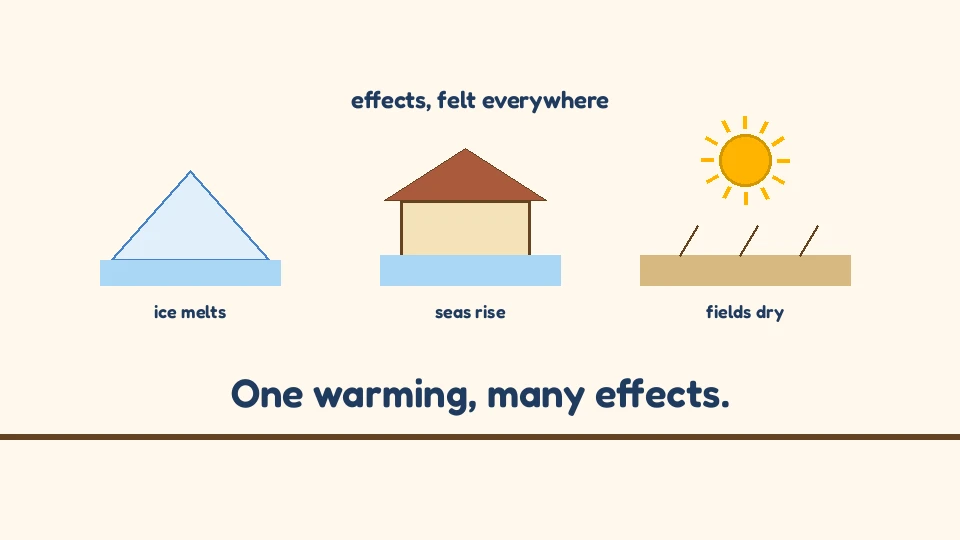 effects, felt everywhere
ice melts
seas rise
fields dry
One warming, many effects.